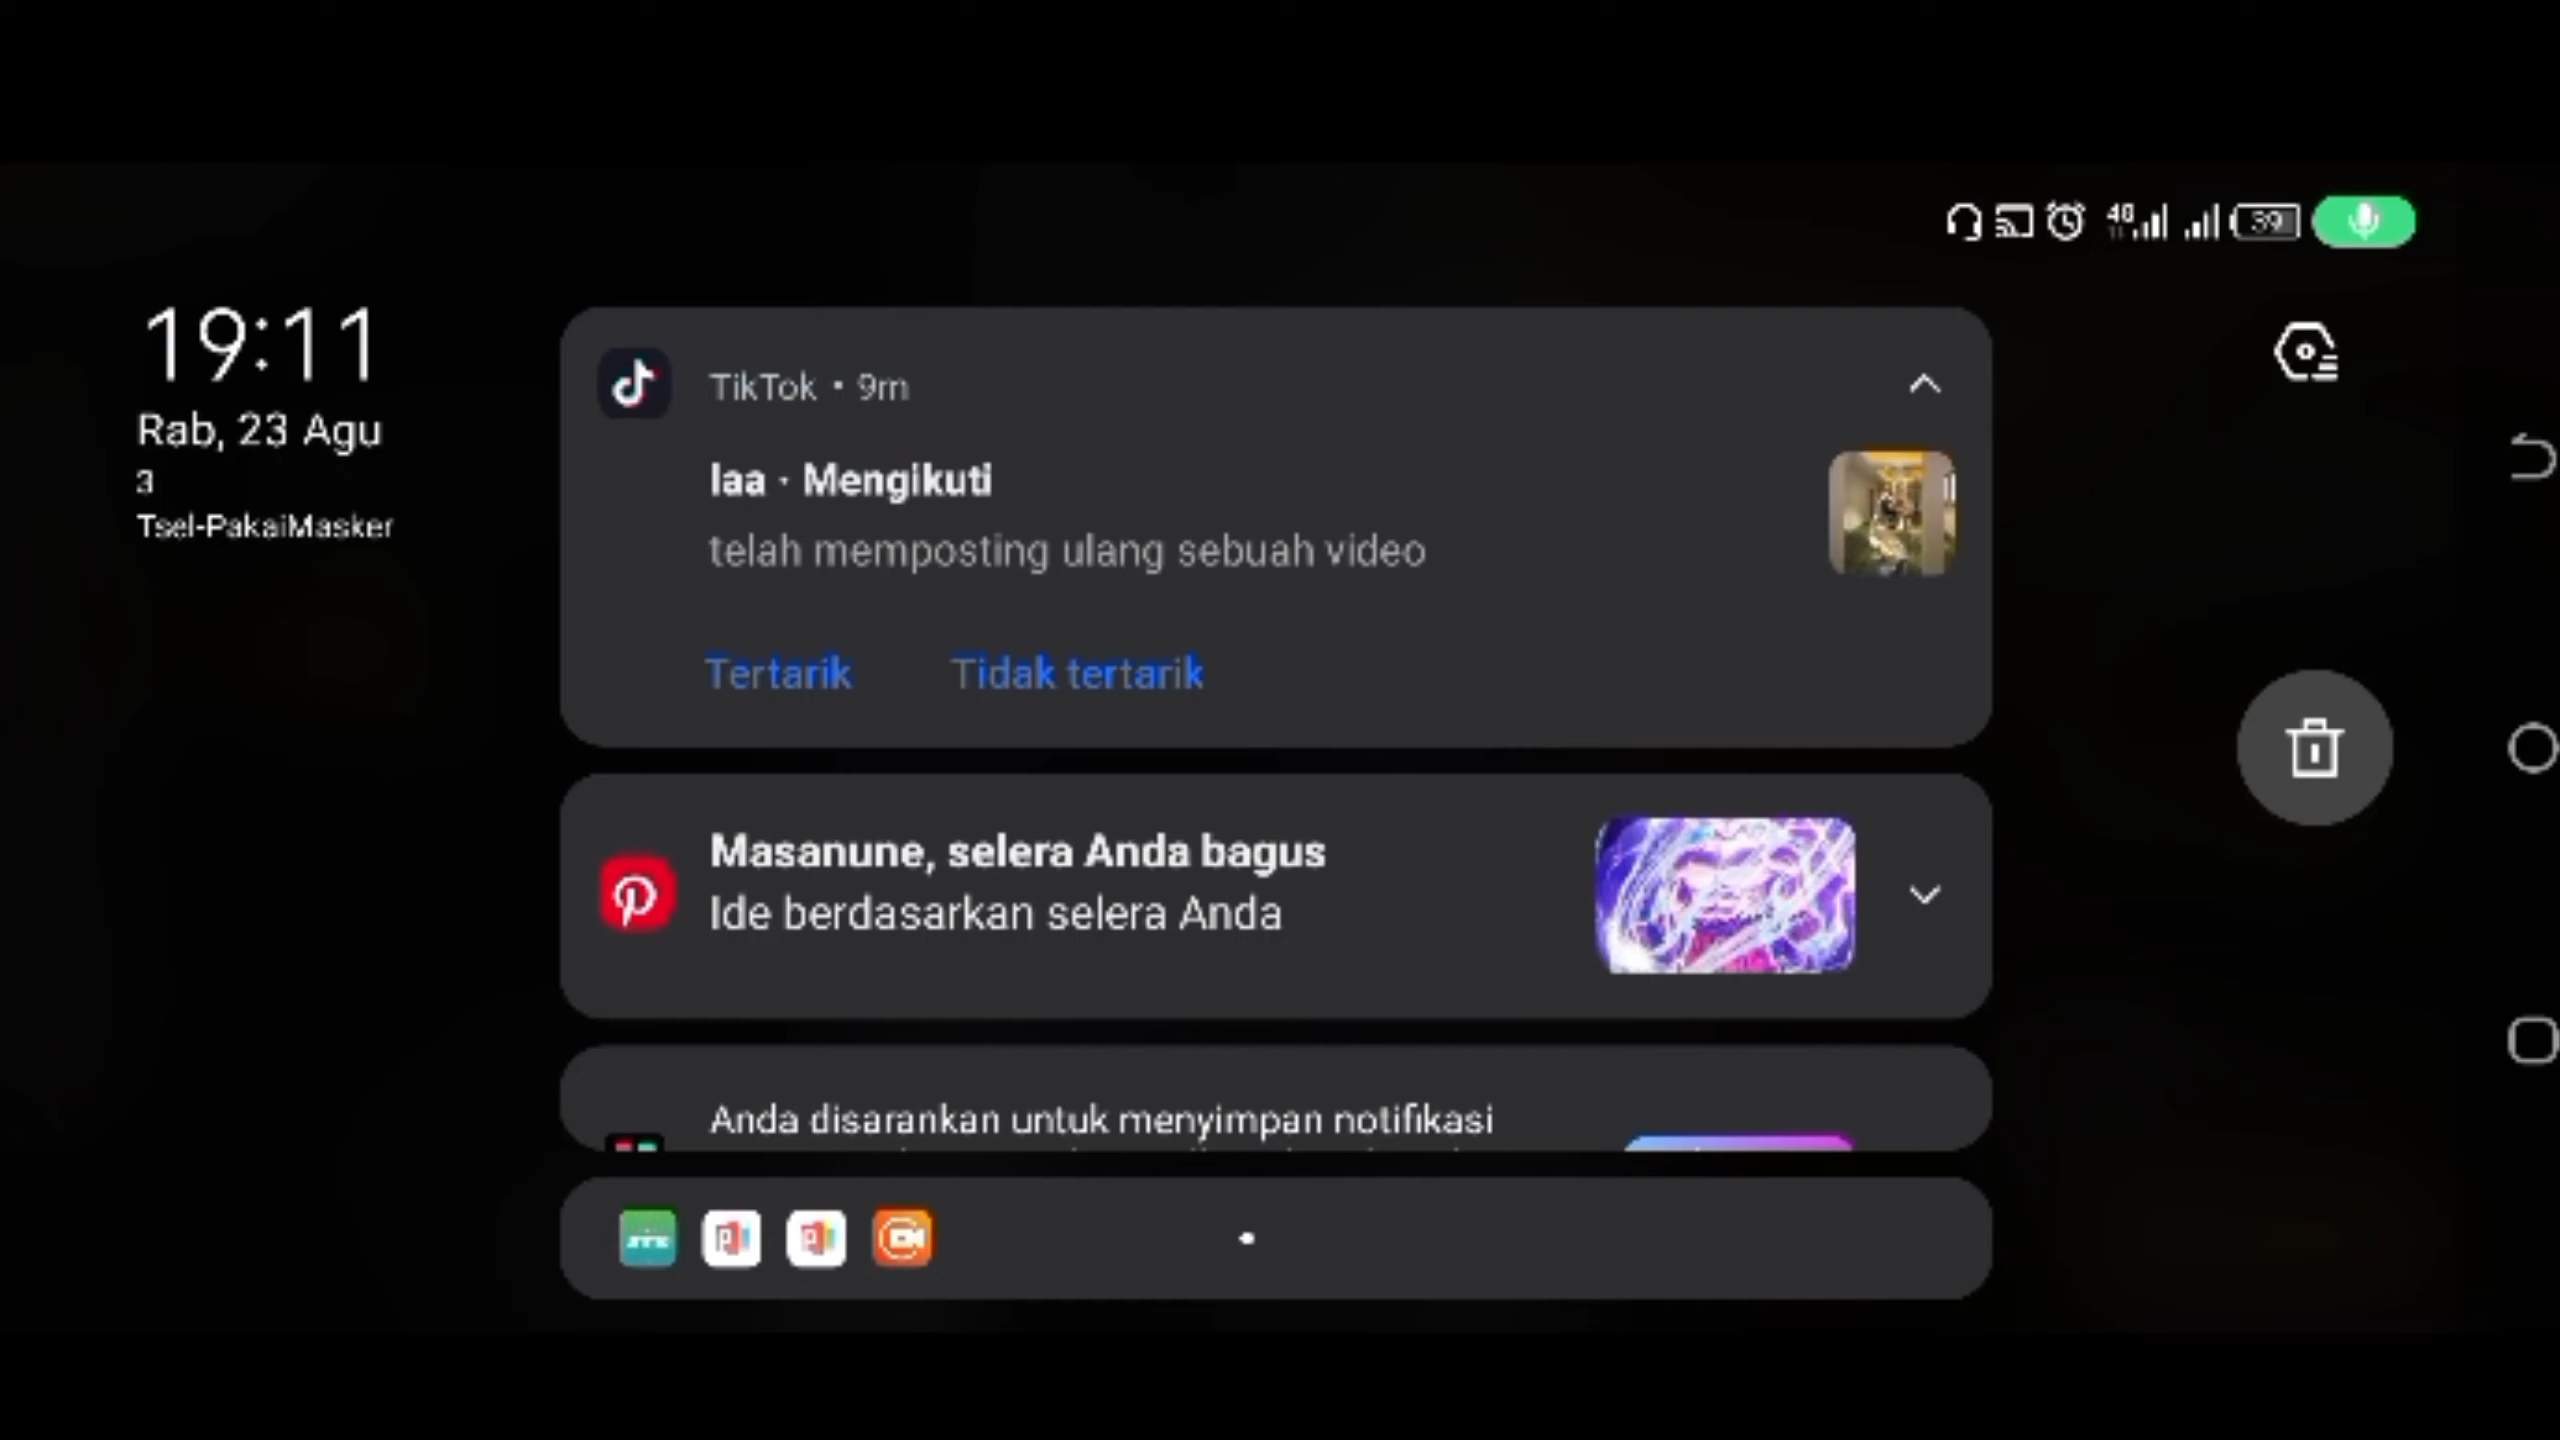 39
19:11
Rab, 23 Agu
3
Tsel-PakaiMasker
TikTok • 9m
laa · Mengikuti
telah memposting ulang sebuah video
Tertarik
Tidak tertarik
Masanune, selera Anda bagus
Ide berdasarkan selera Anda
Anda disarankan untuk menyimpan notifikasi